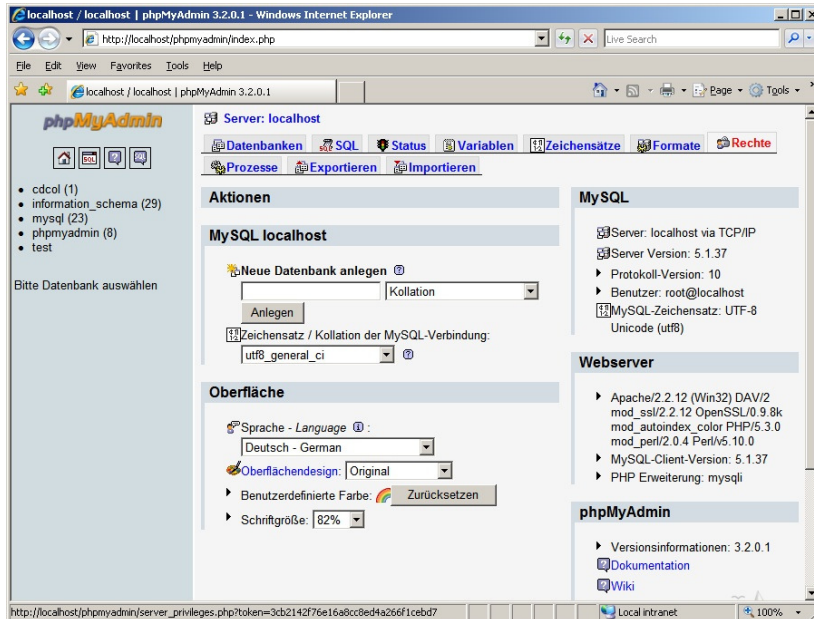 localhost / localhost | phpMyAdmin 3.2.0.1 - Windows Internet Explorer
http://localhost/phpmyadmin/index.php
Live Search
File Edit View Favorites Tools Help
localhost / localhost | phpMyAdmin 3.2.0.1
Page Tools
phpMyAdmin
SQL
cdcol (1)
information_schema (29)
mysql (23)
phpmyadmin (8)
test
Bitte Datenbank auswählen
Server: localhost
Datenbanken SQL Status Variablen Zeichensätze Formate Rechte
Prozesse Exportieren Importieren
Aktionen
MySQL localhost
Neue Datenbank anlegen
Kollation
Anlegen
Zeichensatz / Kollation der MySQL-Verbindung:
utf8_general_ci
Oberfläche
Sprache - Language :
Deutsch - German
Oberflächendesign: Original
Benutzerdefinierte Farbe: Zurücksetzen
Schriftgröße: 82%
MySQL
Server: localhost via TCP/IP
Server Version: 5.1.37
Protokoll-Version: 10
Benutzer: root@localhost
MySQL-Zeichensatz: UTF-8
Unicode (utf8)
Webserver
Apache/2.2.12 (Win32) DAV/2
mod_ssl/2.2.12 OpenSSL/0.9.8k
mod_autoindex_color PHP/5.3.0
mod_perl/2.0.4 Perl/v5.10.0
MySQL-Client-Version: 5.1.37
PHP Erweiterung: mysqli
phpMyAdmin
Versionsinformationen: 3.2.0.1
Dokumentation
Wiki
http://localhost/phpmyadmin/server_privileges.php?token=3cb2142f76e16a8cc8ed4a266f1cebd7
Local intranet
100%